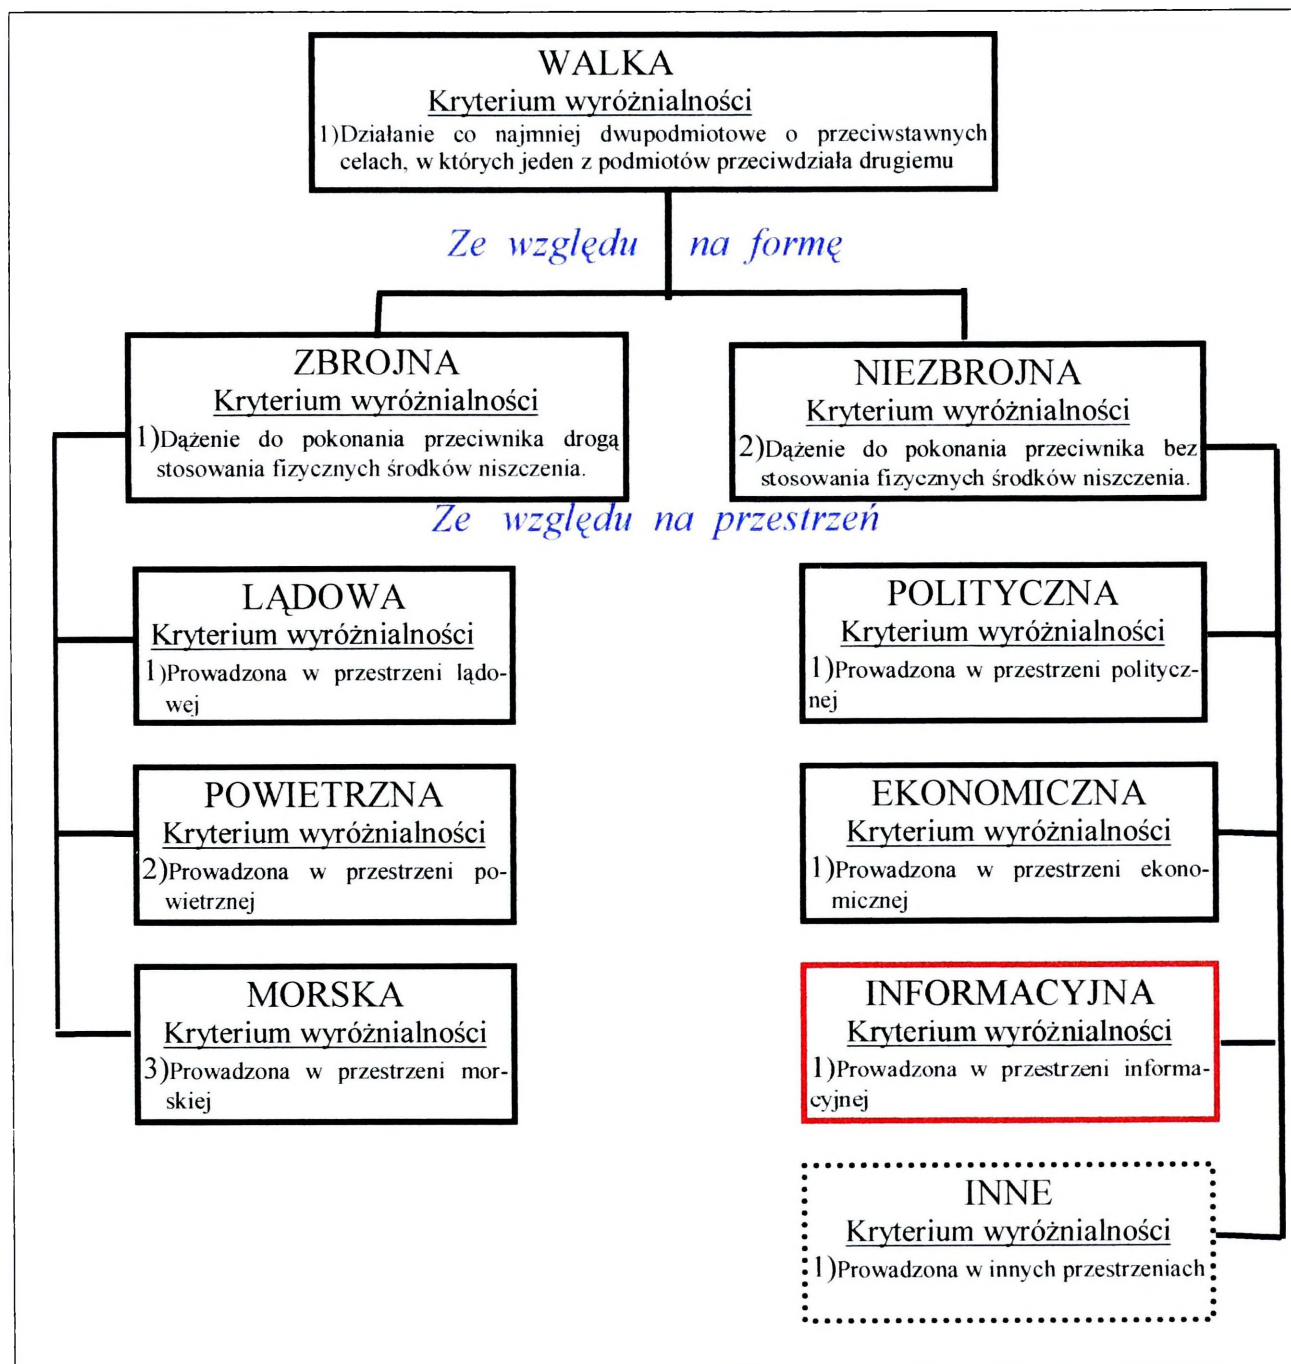 WALKA
Kryterium wyróżnialności
1)Działanie co najmniej dwupodmiotowe o przeciwstawnych
celach, w których jeden z podmiotów przeciwdziała drugiemu
Ze względu na formę
ZBROJNA
Kryterium wyróżnialności
1)Dążenie do pokonania przeciwnika drogą
stosowania fizycznych środków niszczenia.
NIEZBROJNA
Kryterium wyróżnialności
2)Dążenie do pokonania przeciwnika bez
stosowania fizycznych środków niszczenia.
Ze względu na przestrzeń
LĄDOWA
Kryterium wyróżnialności
1)Prowadzona w przestrzeni lądo-
wej
POWIETRZNA
Kryterium wyróżnialności
2)Prowadzona w przestrzeni po-
wietrznej
MORSKA
Kryterium wyróżnialności
3)Prowadzona w przestrzeni mor-
skiej
POLITYCZNA
Kryterium wyróżnialności
1)Prowadzona w przestrzeni politycz-
nej
EKONOMICZNA
Kryterium wyróżnialności
1)Prowadzona w przestrzeni ekono-
micznej
INFORMACYJNA
Kryterium wyróżnialności
1)Prowadzona w przestrzeni informa-
cyjnej
INNE
Kryterium wyróżnialności
1)Prowadzona w innych przestrzeniach